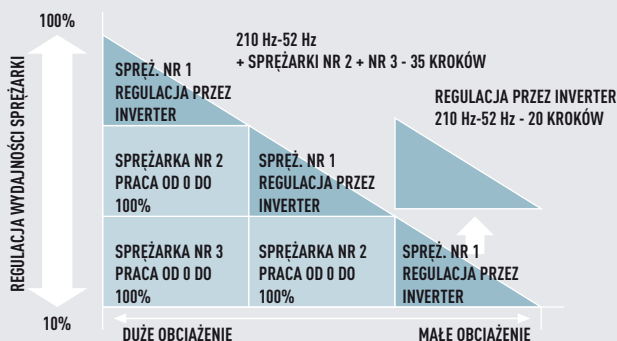 100%
REGULACJA WYDAJNOŚCI SPRĘŻARKI
10%
210 Hz-52 Hz
+ SPRĘŻARKI NR 2 + NR 3 - 35 KROKÓW
SPRĘŻ. NR 1
REGULACJA PRZEZ
INVERTER
REGULACJA PRZEZ INVERTER
210 Hz-52 Hz - 20 KROKÓW
SPRĘŻARKA NR 2
PRACA OD 0 DO
100%
SPRĘŻ. NR 1
REGULACJA PRZEZ
INVERTER
SPRĘŻARKA NR 3
PRACA OD 0 DO
100%
SPRĘŻARKA NR 2
PRACA OD 0 DO
100%
SPRĘŻ. NR 1
REGULACJA PRZEZ
INVERTER
DUŻE OBCIĄŻENIE
MAŁE OBCIĄŻENIE